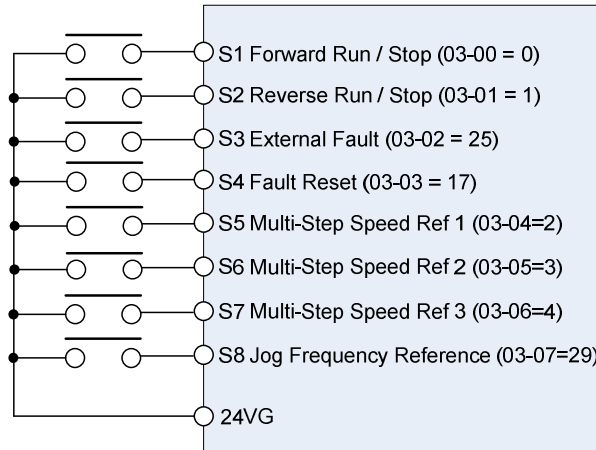 S1 Forward Run / Stop (03-00 = 0)
S2 Reverse Run / Stop (03-01 = 1)
S3 External Fault (03-02 = 25)
S4 Fault Reset (03-03 = 17)
S5 Multi-Step Speed Ref 1 (03-04=2)
S6 Multi-Step Speed Ref 2 (03-05=3)
S7 Multi-Step Speed Ref 3 (03-06=4)
S8 Jog Frequency Reference (03-07=29)
24VG